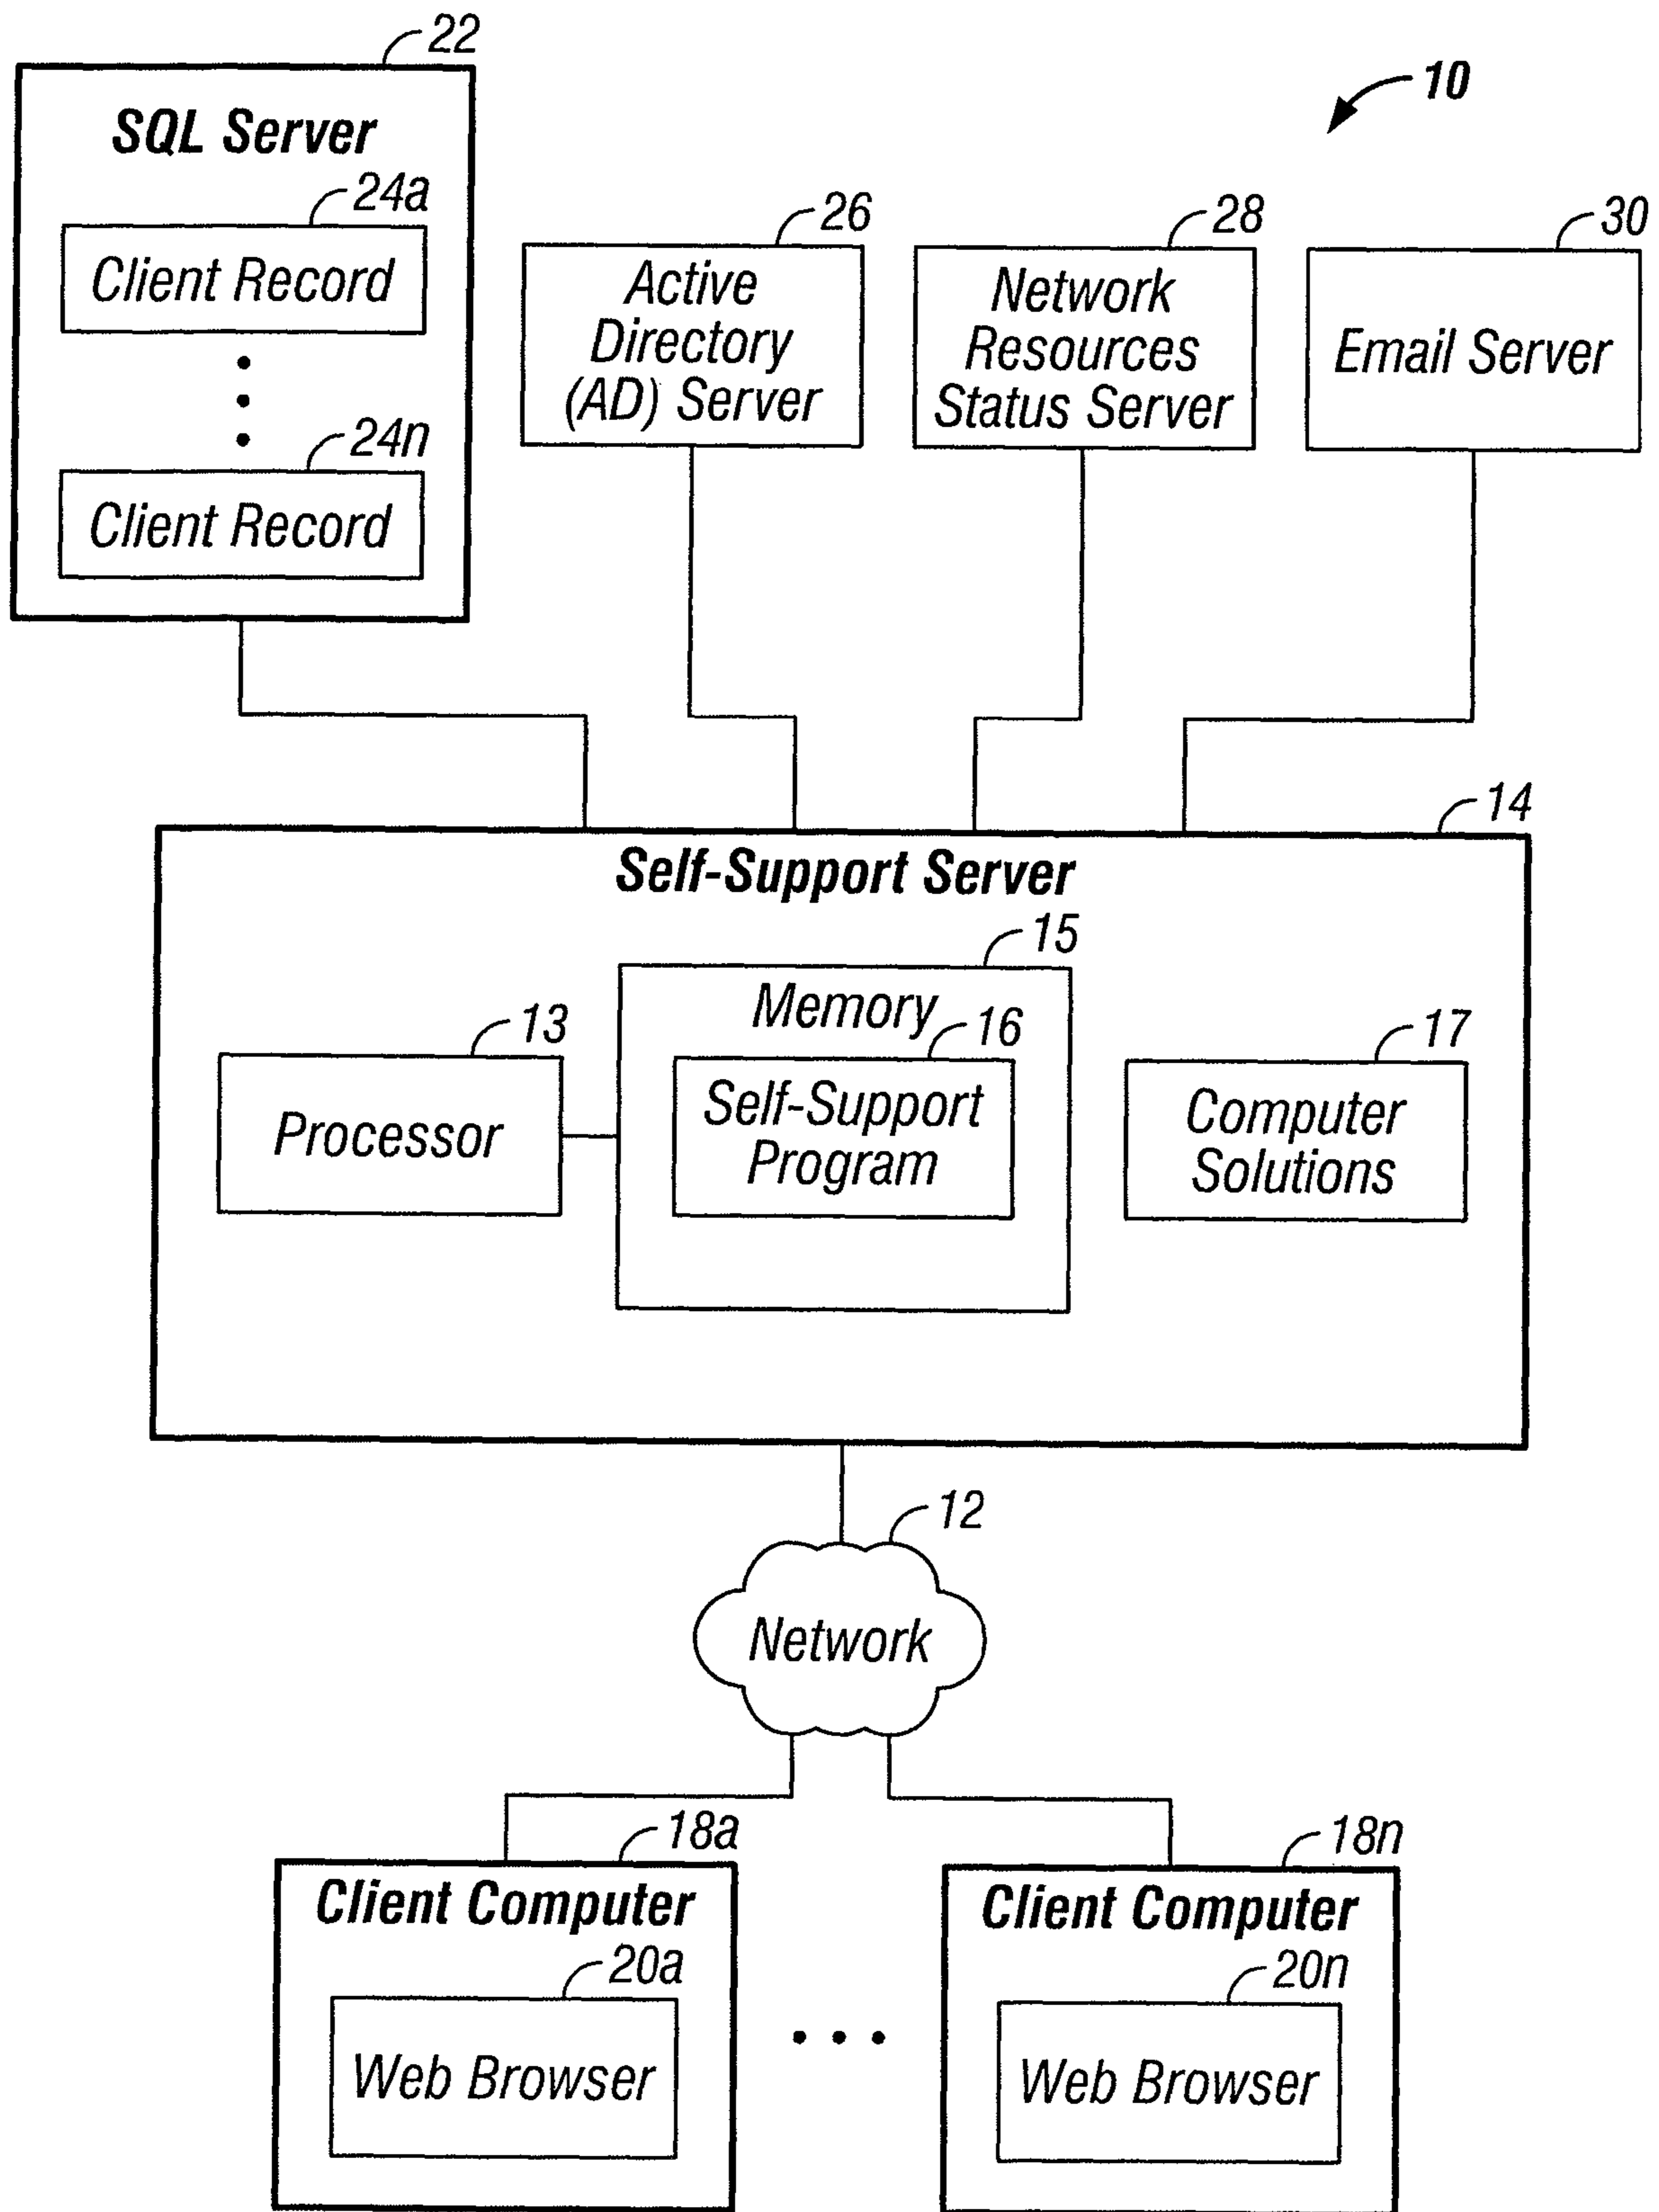 22
10
SQL Server
24a
Client Record
24n
Client Record
26
Active
Directory
(AD) Server
28
Network
Resources
Status Server
30
Email Server
14
Self-Support Server
15
Memory
13
Processor
16
Self-Support
Program
17
Computer
Solutions
12
Network
18a
Client Computer
20a
Web Browser
18n
Client Computer
20n
Web Browser